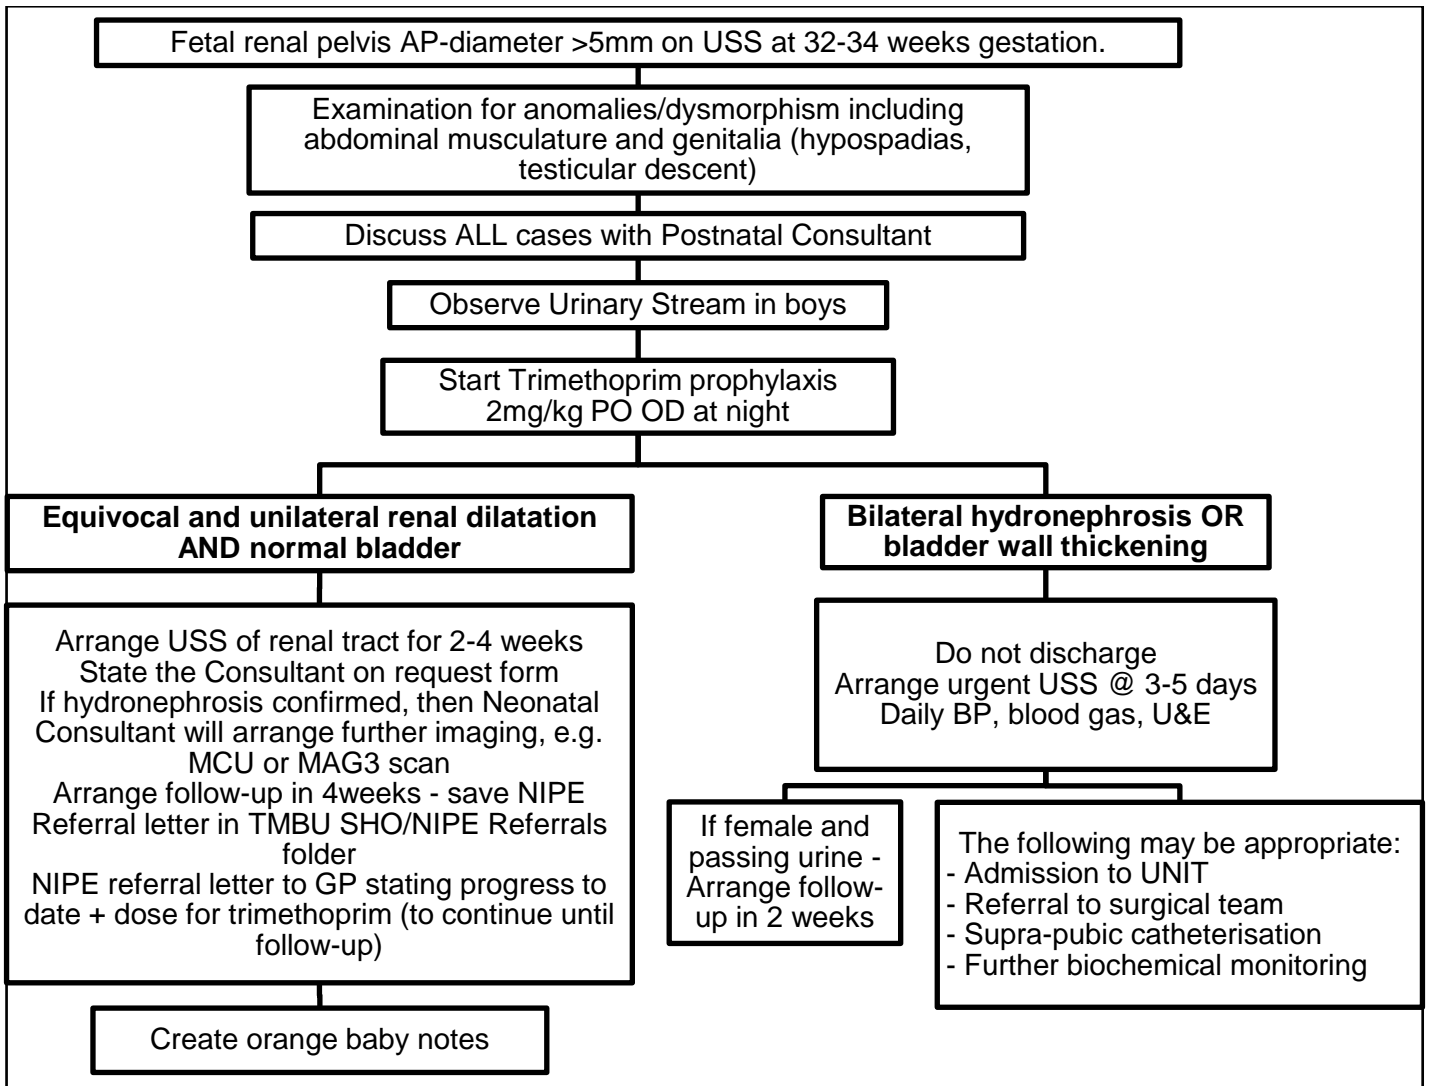 Fetal renal pelvis AP-diameter >5mm on USS at 32-34 weeks gestation.
Examination for anomalies/dysmorphism including
abdominal musculature and genitalia (hypospadias,
testicular descent)
Discuss ALL cases with Postnatal Consultant
Observe Urinary Stream in boys
Start Trimethoprim prophylaxis
2mg/kg PO OD at night
Equivocal and unilateral renal dilatation
AND normal bladder
Arrange USS of renal tract for 2-4 weeks
State the Consultant on request form
If hydronephrosis confirmed, then Neonatal
Consultant will arrange further imaging, e.g.
MCU or MAG3 scan
Arrange follow-up in 4weeks - save NIPE
Referral letter in TMBU SHO/NIPE Referrals
folder
NIPE referral letter to GP stating progress to
date + dose for trimethoprim (to continue until
follow-up)
Create orange baby notes
Bilateral hydronephrosis OR
bladder wall thickening
Do not discharge
Arrange urgent USS @ 3-5 days
Daily BP, blood gas, U&E
If female and
passing urine -
Arrange follow-
up in 2 weeks
The following may be appropriate:
- Admission to UNIT
- Referral to surgical team
- Supra-pubic catheterisation
- Further biochemical monitoring